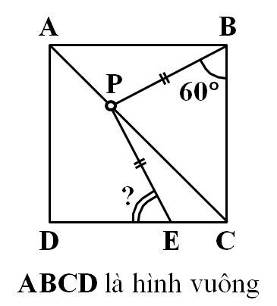 A B
P
60°
?
D E C
ABCD là hình vuông